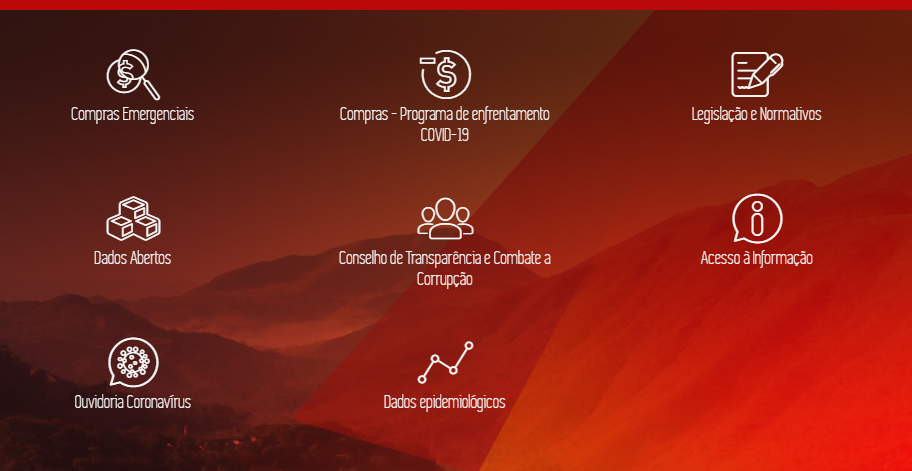 Compras Emergenciais
Compras - Programa de enfrentamento
COVID-19
Legislação e Normativos
Dados Abertos
Conselho de Transparência e Combate a
Corrupção
Acesso à Informação
Ouvidoria Coronavírus
Dados epidemiológicos